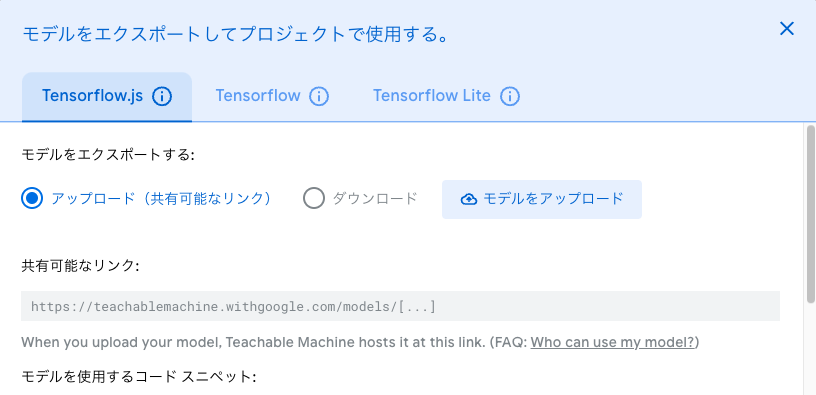 モデルをエクスポートしてプロジェクトで使用する。
Tensorflow.js Tensorflow Tensorflow Lite
モデルをエクスポートする:
アップロード（共有可能なリンク） ダウンロード モデルをアップロード
共有可能なリンク:
https://teachablemachine.withgoogle.com/models/[...]
When you upload your model, Teachable Machine hosts it at this link. (FAQ: Who can use my model?)
モデルを使用するコード スニペット: